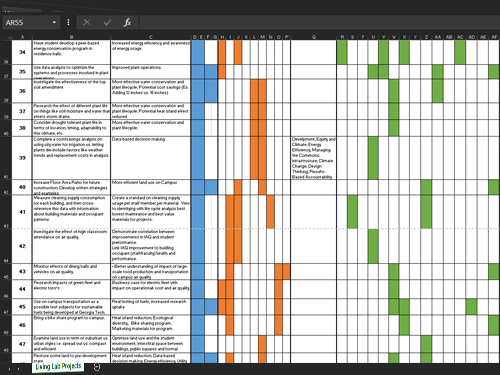 AR55
fx
A B C D E F G H I J K L M N O P Q R S T U V W X Y Z AA AB AC AD AE AF
34
Have student develop a peer-based energy conservation program in residence halls.
Increased energy efficiency and awareness of energy usage.
35
Use data analysis to optimize the systems and processes involved in plant operations.
Improved plant operations.
36
Investigate the effectiveness of the top soil amendment
More effective water conservation and plant lifecycle; Potential cost savings (Ex: Adding 12 inches vs. 18 inches)
37
Research the effect of different plant life on things like soil moisture and water that enters storm drains.
More effective water conservation and plant lifecycle; Potential heat island effect reduced
38
Consider drought tolerant plant life in terms of location, timing, adaptability to this climate, etc.
More effective water conservation and plant lifecycle;
39
Compile a cost-savings analysis on using city water for irrigation vs. letting plants die-include factors like weather trends and replacement costs in analysis.
Data-based decision making
Development; Equity and Climate; Energy Efficiency; Managing the Commons; Infrastructure; Climate Change; Design Thinking, Results-Based Accountability
40
Increase Floor Area Ratio for future construction. Develop written strategies and examples.
More efficient land use on Campus
41
Measure cleaning supply consumption for each building, and then cross-reference this data with information about building materials and occupant patterns.
Create a standard on cleaning supply usage per staff member per material. View to identifying with life cycle analysis best lowest maintenance and best value materials for projects.
42
Investigate the effect of high classroom attendance on air quality.
Demonstrate correlation between improvements in IAQ and student performance.
Link IAQ improvement to building occupant (staff/faculty) health and performance.
43
Monitor effects of dining halls and vehicles on air quality.
- Better understanding of impact of large-scale food production and transportation on campus air quality
44
Research impacts of green fleet and electric rovers
Business case for electric fleet with impact on operational cost and air quality.
45
Use on campus transportation as a possible test subjects for sustainable fuels being developed at Georgia Tech.
Real testing of fuels; increased research uptake
46
Bring a bike share program to campus.
Heat island reduction; Ecological diversity. Bike sharing program. Marketing materials for program.
47
Examine land use in term of suburban vs. urban styles i.e. spread out vs. compact and efficient
Optimize land use and the student environment, interstitial space between buildings, public squares and formal
Restore some land to pre-development state.
Heat island reduction; Data based decision making, Energy Efficiency, Utility
Living Lab Projects